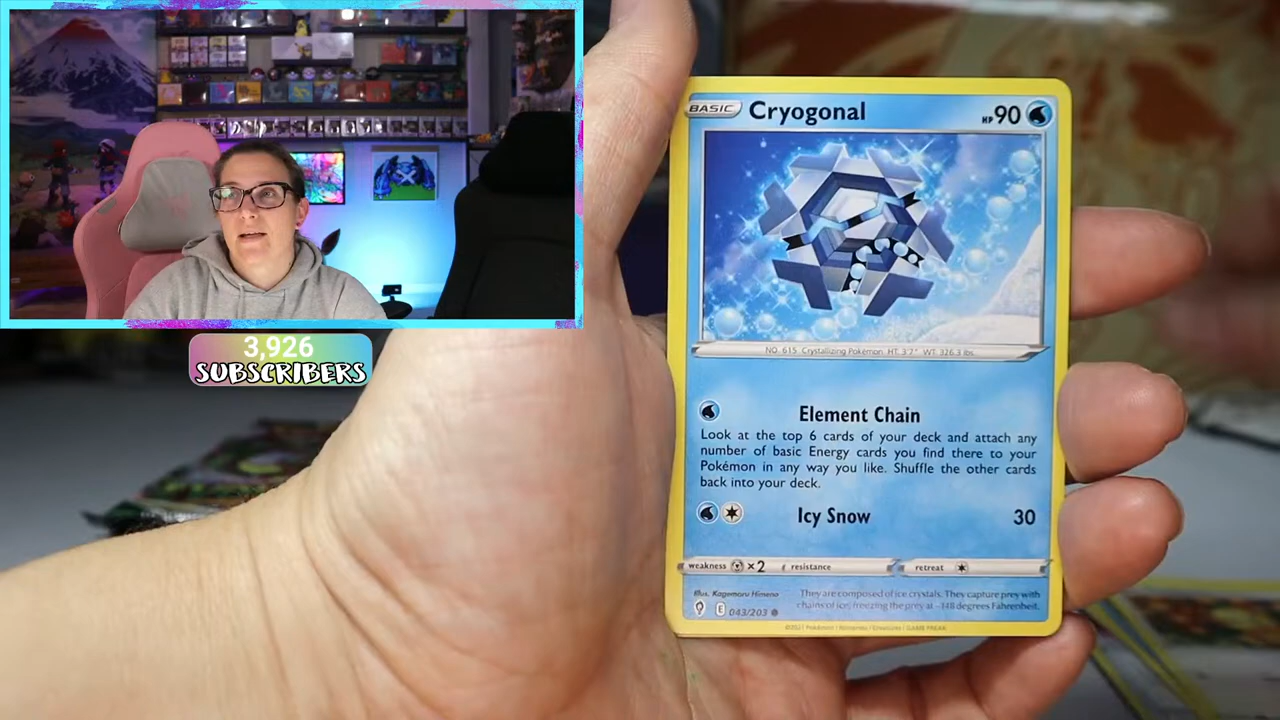 3,926
SUBSCRIBERS
BASIC Cryogonal HP 90
NO. 615 Crystallizing Pokémon HT: 3'7" WT: 326.3 lbs.
Element Chain
Look at the top 6 cards of your deck and attach any
number of basic Energy cards you find there to your
Pokémon in any way you like. Shuffle the other cards
back into your deck.
Icy Snow 30
weakness ×2 resistance retreat
Illus. Kagemaru Himeno
They are composed of ice crystals. They capture prey with
chains of ice, freezing the prey at -148 degrees Fahrenheit.
E 043/203
©2021 Pokémon / Nintendo / Creatures / GAME FREAK